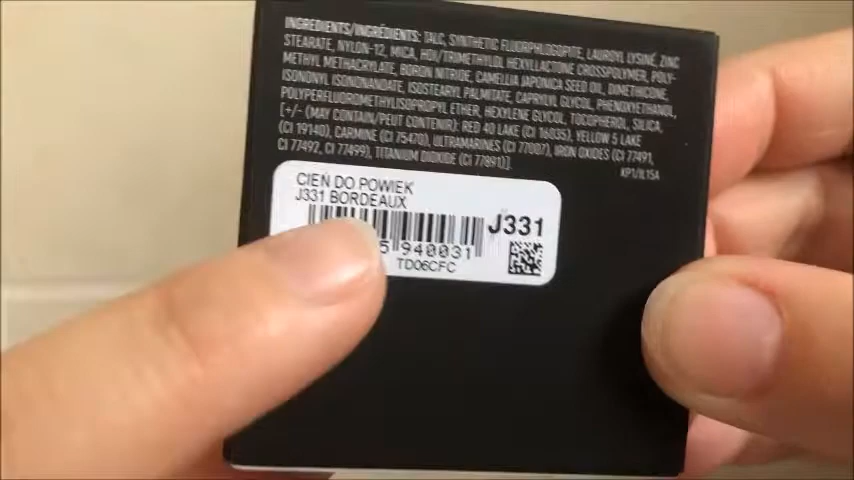 INGREDIENTS/INGRÉDIENTS: TALC, SYNTHETIC FLUORPHLOGOPITE, LAUROYL LYSINE, ZINC
STEARATE, NYLON-12, MICA, HDI/TRIMETHYLOL HEXYLLACTONE CROSSPOLYMER, POLY-
METHYL METHACRYLATE, BORON NITRIDE, CAMELLIA JAPONICA SEED OIL, DIMETHICONE,
ISONONYL ISONONANOATE, ISOSTEARYL PALMITATE, CAPRYLYL GLYCOL, PHENOXYETHANOL,
POLYPERFLUOROMETHYLISOPROPYL ETHER, HEXYLENE GLYCOL, TOCOPHEROL, SILICA,
[+/- (MAY CONTAIN/PEUT CONTENIR): RED 40 LAKE (CI 16035), YELLOW 5 LAKE
(CI 19140), CARMINE (CI 75470), ULTRAMARINES (CI 77007), IRON OXIDES (CI 77491,
CI 77492, CI 77499), TITANIUM DIOXIDE (CI 77891)]
KP1/IL15A
CIEŃ DO POWIEK
J331 BORDEAUX
J331
5 940031
TD06CFC